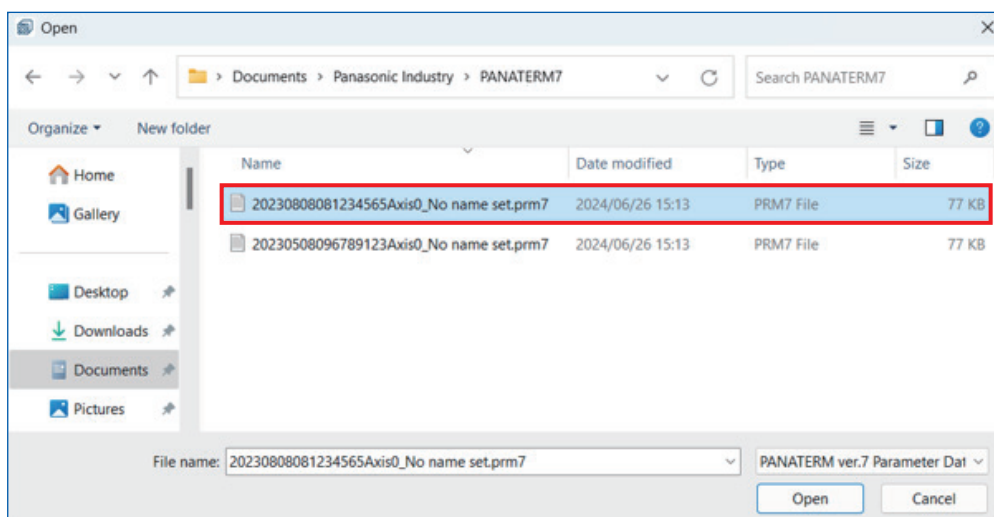 Open
Documents > Panasonic Industry > PANATERM7
Search PANATERM7
Organize
New folder
Name
Date modified
Type
Size
Home
Gallery
20230808081234565Axis0_No name set.prm7 2024/06/26 15:13 PRM7 File 77 KB
20230508096789123Axis0_No name set.prm7 2024/06/26 15:13 PRM7 File 77 KB
Desktop
Downloads
Documents
Pictures
File name: 20230808081234565Axis0_No name set.prm7
PANATERM ver.7 Parameter Dat
Open
Cancel